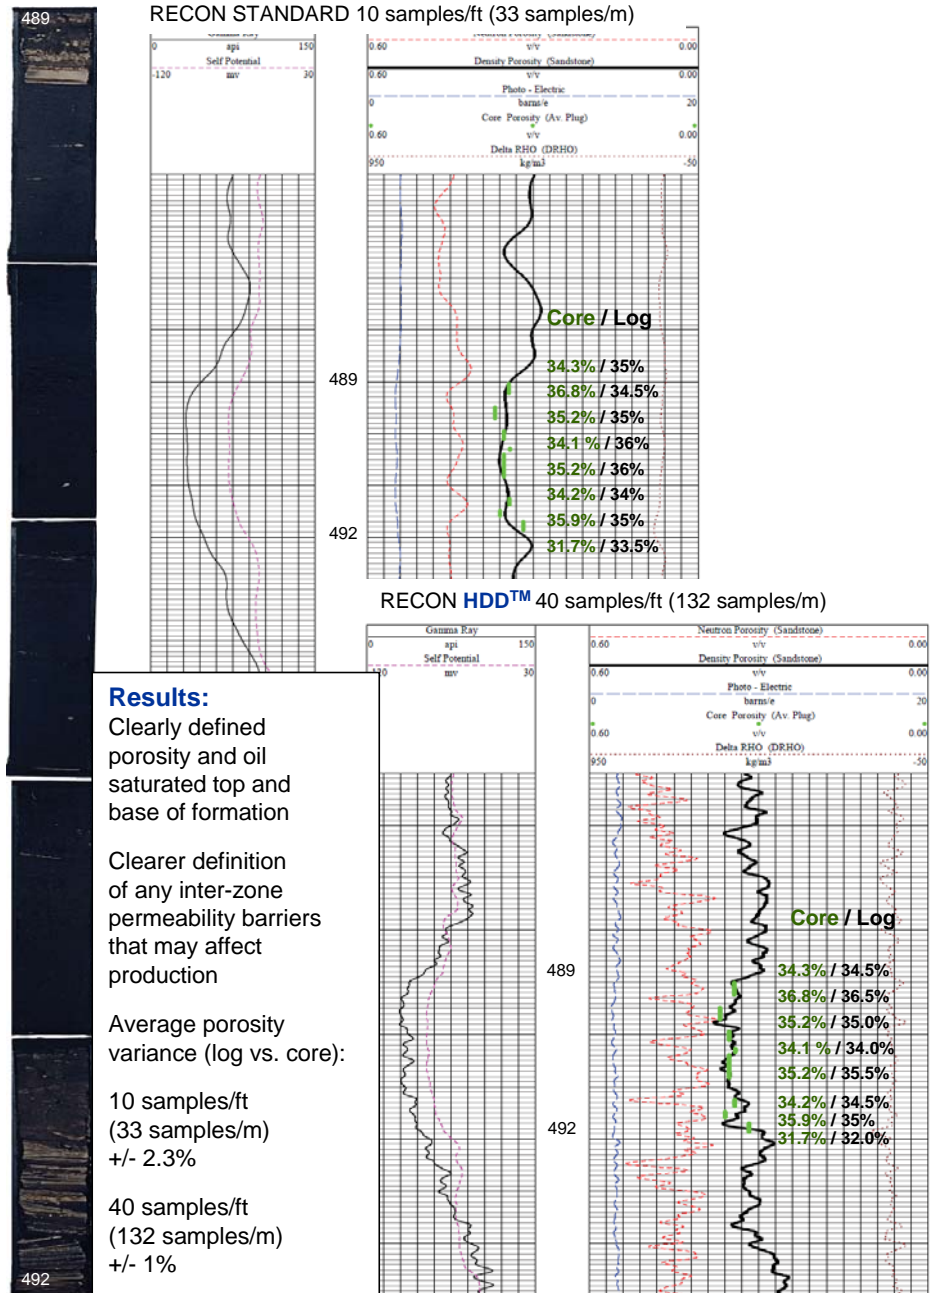 489
RECON STANDARD 10 samples/ft (33 samples/m)
Gamma Ray
0 api 150
Self Potential
-120 mv 30
Neutron Porosity (Sandstone)
0.60 v/v 0.00
Density Porosity (Sandstone)
0.60 v/v 0.00
Photo - Electric
0 barns/e 20
Core Porosity (Av. Plug)
0.60 v/v 0.00
Delta RHO (DRHO)
950 kg/m3 -50
Core / Log
34.3% / 35%
489
36.8% / 34.5%
35.2% / 35%
34.1 % / 36%
35.2% / 36%
34.2% / 34%
35.9% / 35%
492
31.7% / 33.5%
RECON HDD™ 40 samples/ft (132 samples/m)
Gamma Ray
0 api 150
Self Potential
20 mv 30
Neutron Porosity (Sandstone)
0.60 v/v 0.00
Density Porosity (Sandstone)
0.60 v/v 0.00
Photo - Electric
0 barns/e 20
Core Porosity (Av. Plug)
0.60 v/v 0.00
Delta RHO (DRHO)
950 kg/m3 -50
Core / Log
489
34.3% / 34.5%
36.8% / 36.5%
35.2% / 35.0%
34.1 % / 34.0%
35.2% / 35.5%
34.2% / 34.5%
35.9% / 35%
492
31.7% / 32.0%
Results:
Clearly defined
porosity and oil
saturated top and
base of formation
Clearer definition
of any inter-zone
permeability barriers
that may affect
production
Average porosity
variance (log vs. core):
10 samples/ft
(33 samples/m)
+/- 2.3%
40 samples/ft
(132 samples/m)
+/- 1%
492